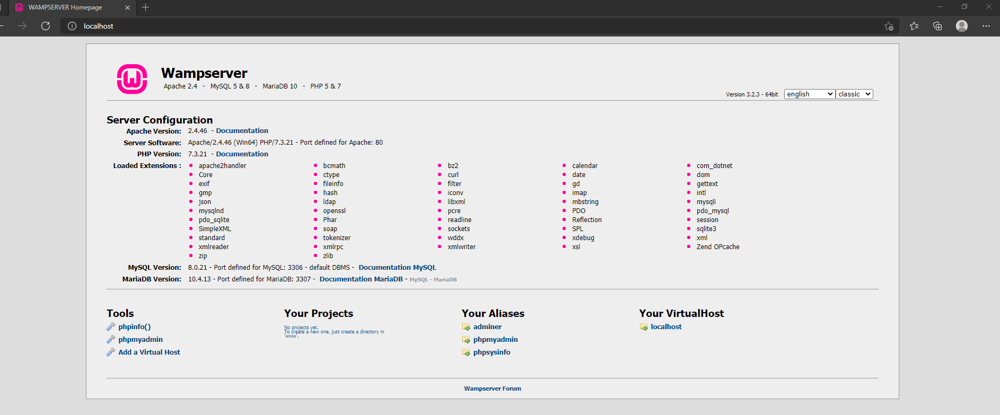 WAMPSERVER Homepage
localhost
Wampserver
Apache 2.4 - MySQL 5 & 8 - MariaDB 10 - PHP 5 & 7
Version 3.2.3 - 64bit english classic
Server Configuration
Apache Version: 2.4.46 - Documentation
Server Software: Apache/2.4.46 (Win64) PHP/7.3.21 - Port defined for Apache: 80
PHP Version: 7.3.21 - Documentation
Loaded Extensions : apache2handler bcmath bz2 calendar com_dotnet
Core ctype curl date dom
exif fileinfo filter gd gettext
gmp hash iconv imap intl
json ldap libxml mbstring mysqli
mysqlnd openssl pcre PDO pdo_mysql
pdo_sqlite Phar readline Reflection session
SimpleXML soap sockets SPL sqlite3
standard tokenizer wddx xdebug xml
xmlreader xmlrpc xmlwriter xsl Zend OPcache
zip zlib
MySQL Version: 8.0.21 - Port defined for MySQL: 3306 - default DBMS - Documentation MySQL
MariaDB Version: 10.4.13 - Port defined for MariaDB: 3307 - Documentation MariaDB - MySQL - MariaDB
Tools
phpinfo()
phpmyadmin
Add a Virtual Host
Your Projects
No projects yet.
To create a new one, just create a directory in
'www'.
Your Aliases
adminer
phpmyadmin
phpsysinfo
Your VirtualHost
localhost
Wampserver Forum